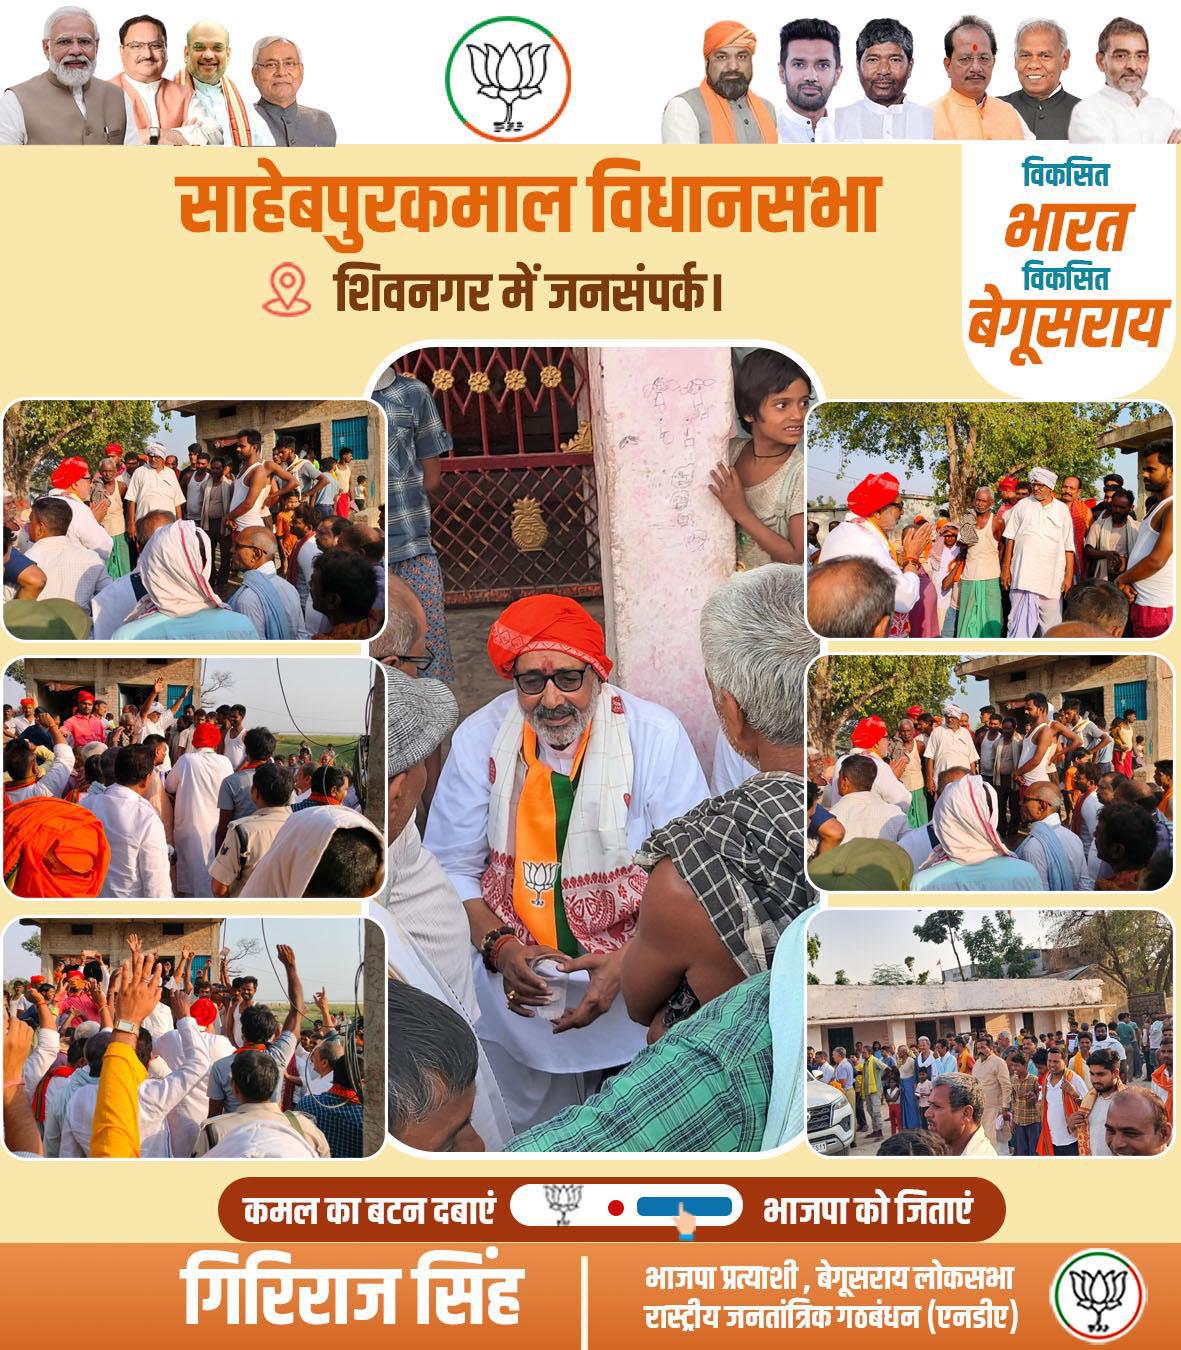 साहेबपुरकमाल विधानसभा
शिवनगर में जनसंपर्क।
विकसित
भारत
विकसित
बेगूसराय
कमल का बटन दबाएं भाजपा को जिताएं
गिरिराज सिंह
भाजपा प्रत्याशी , बेगूसराय लोकसभा
रास्ट्रीय जनतांत्रिक गठबंधन (एनडीए)